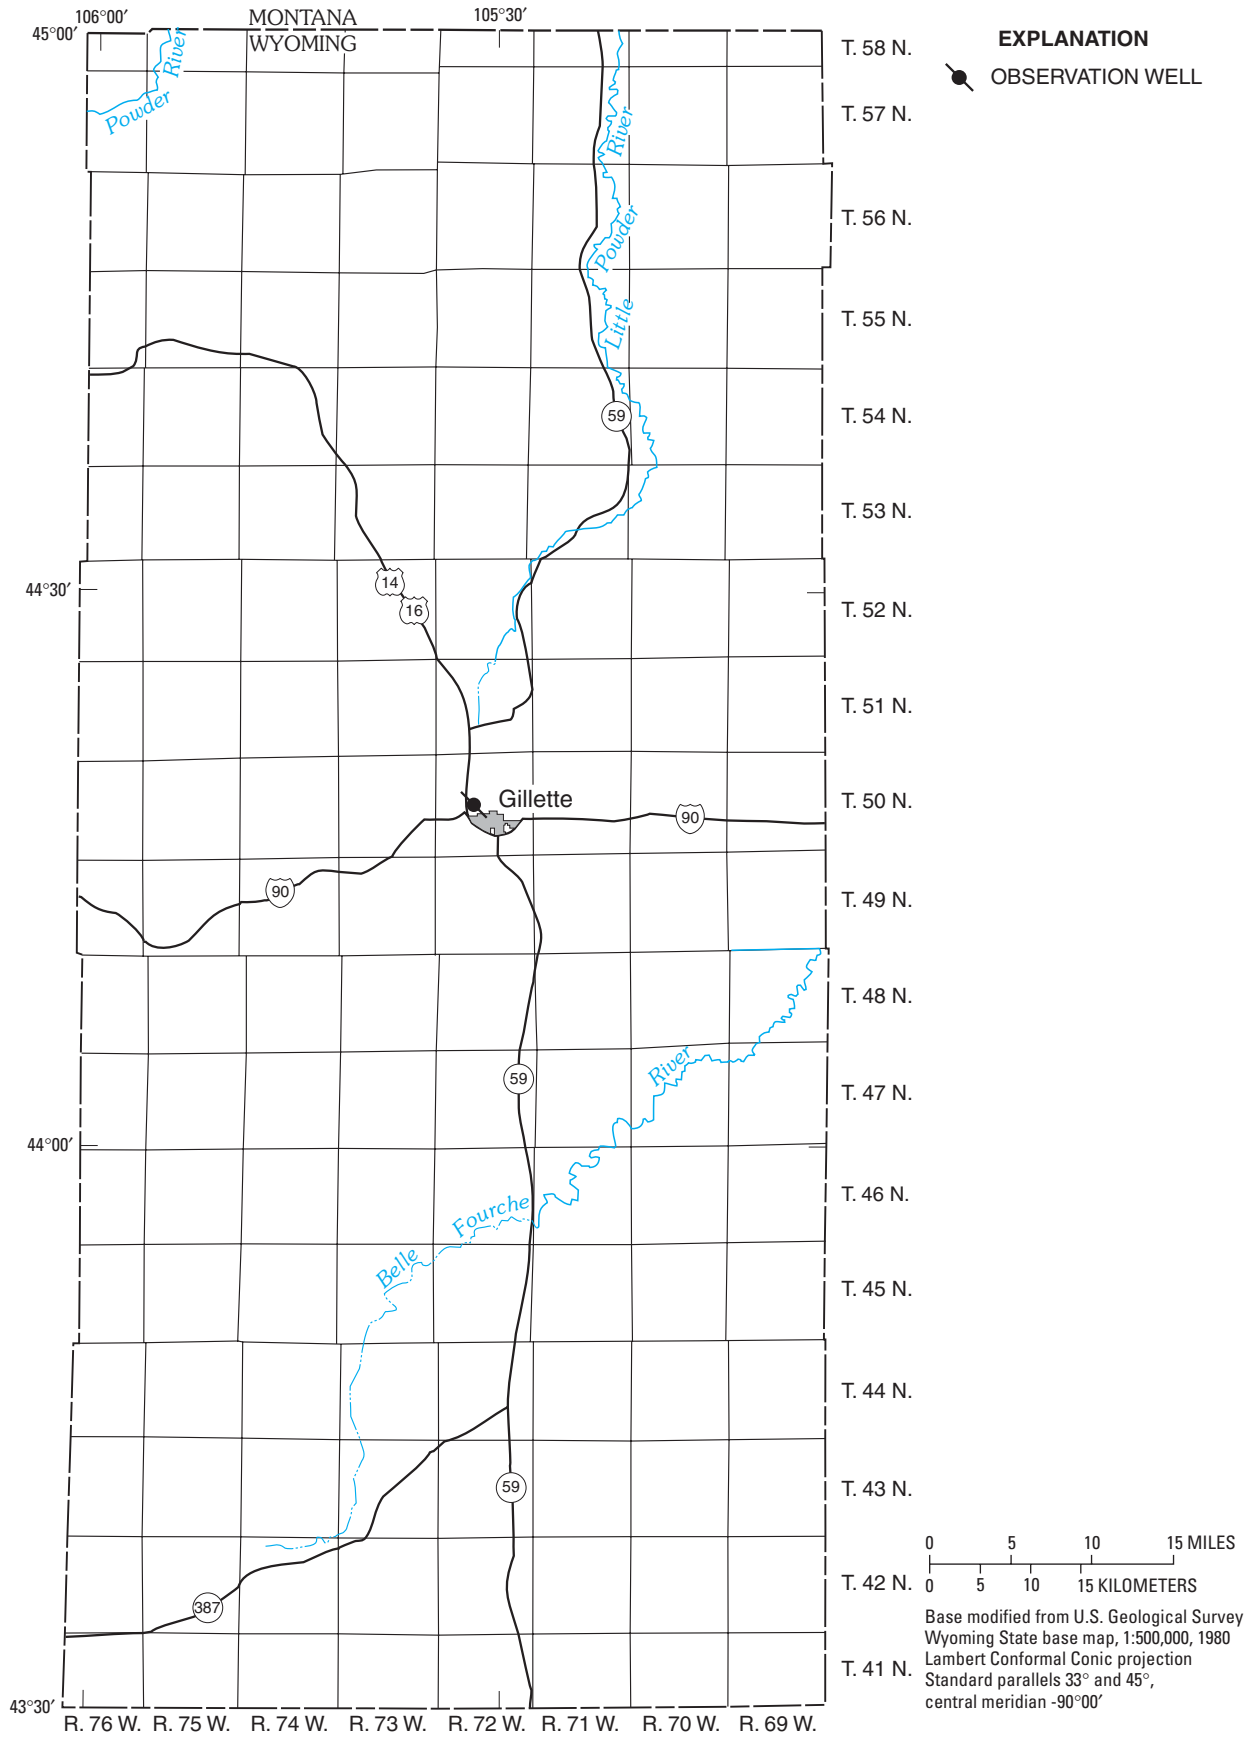 106°00′
MONTANA
105°30′
45°00′
WYOMING
EXPLANATION
OBSERVATION WELL
T. 58 N.
Powder River
T. 57 N.
T. 56 N.
Little Powder River
T. 55 N.
59
T. 54 N.
T. 53 N.
14
44°30′
16
T. 52 N.
T. 51 N.
Gillette
T. 50 N.
90
90
T. 49 N.
T. 48 N.
59
T. 47 N.
44°00′
T. 46 N.
Belle Fourche River
T. 45 N.
T. 44 N.
59
T. 43 N.
0 5 10 15 MILES
T. 42 N.
0 5 10 15 KILOMETERS
387
Base modified from U.S. Geological Survey
Wyoming State base map, 1:500,000, 1980
Lambert Conformal Conic projection
Standard parallels 33° and 45°,
central meridian -90°00′
T. 41 N.
43°30′
R. 76 W. R. 75 W. R. 74 W. R. 73 W. R. 72 W. R. 71 W. R. 70 W. R. 69 W.